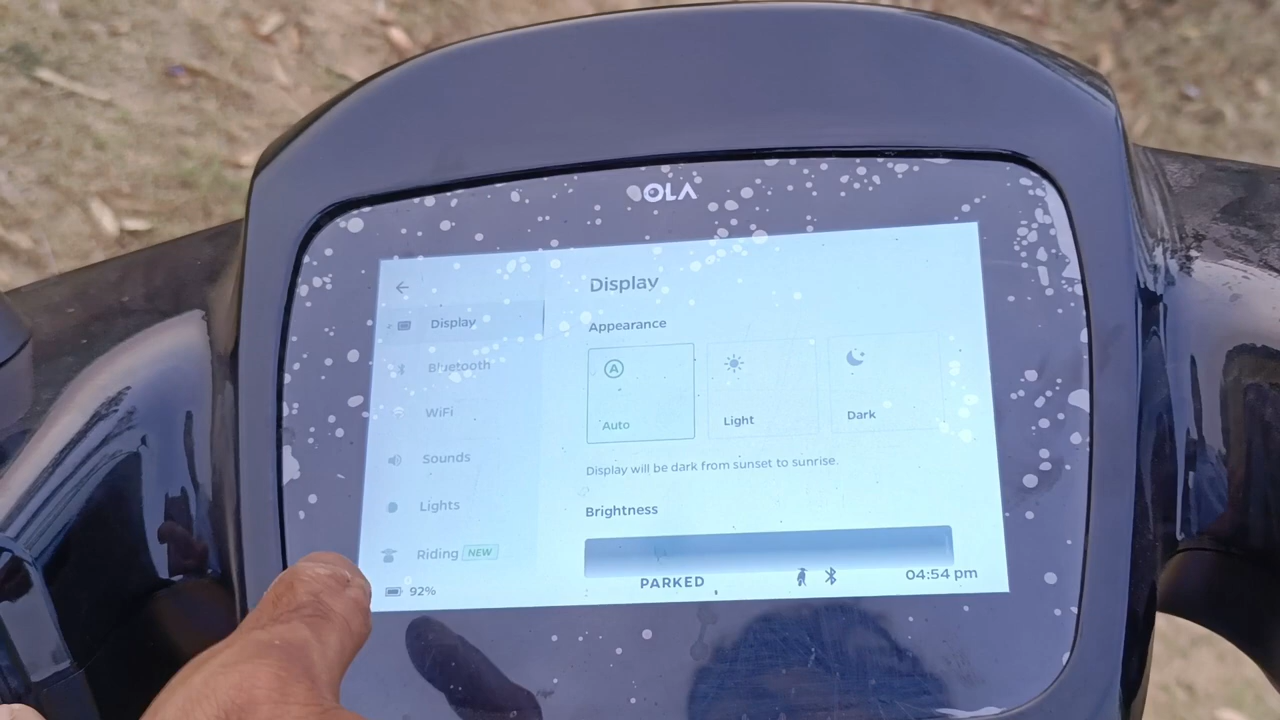 OLA
Display
Display
Appearance
Bluetooth
A
Auto
Light
Dark
WiFi
Sounds
Display will be dark from sunset to sunrise.
Lights
Brightness
Riding NEW
92%
PARKED
04:54 pm